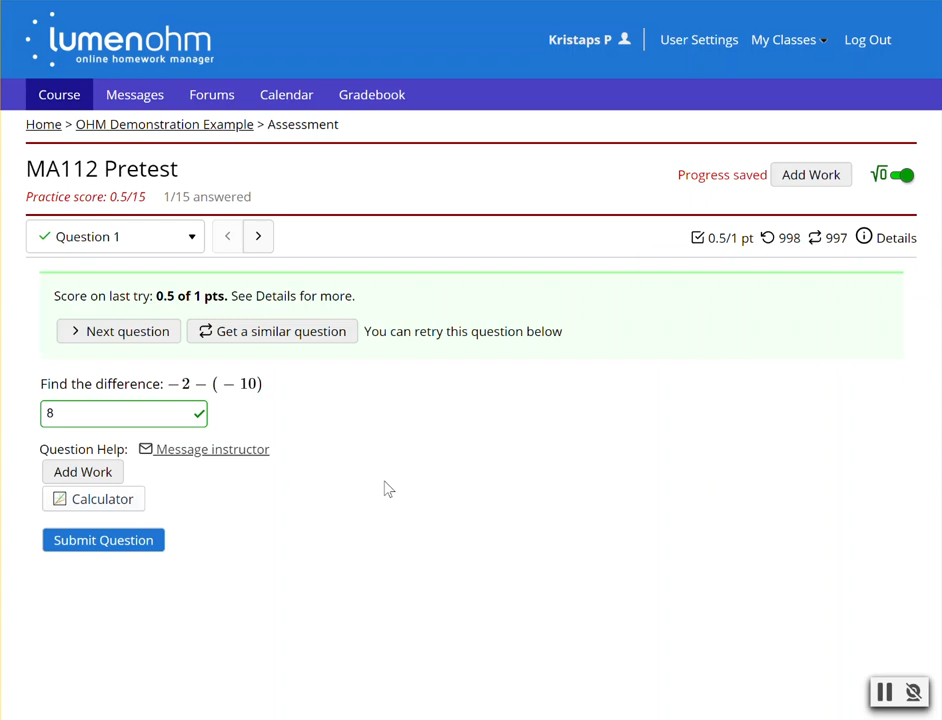 lumenohm
online homework manager
Kristaps P User Settings My Classes Log Out
Course Messages Forums Calendar Gradebook
Home > OHM Demonstration Example > Assessment
MA112 Pretest
Progress saved Add Work √0
Practice score: 0.5/15 1/15 answered
Question 1 < >
0.5/1 pt 998 997 Details
Score on last try: 0.5 of 1 pts. See Details for more.
> Next question Get a similar question You can retry this question below
Find the difference: −2 − ( − 10)
8
Question Help: Message instructor
Add Work
Calculator
Submit Question